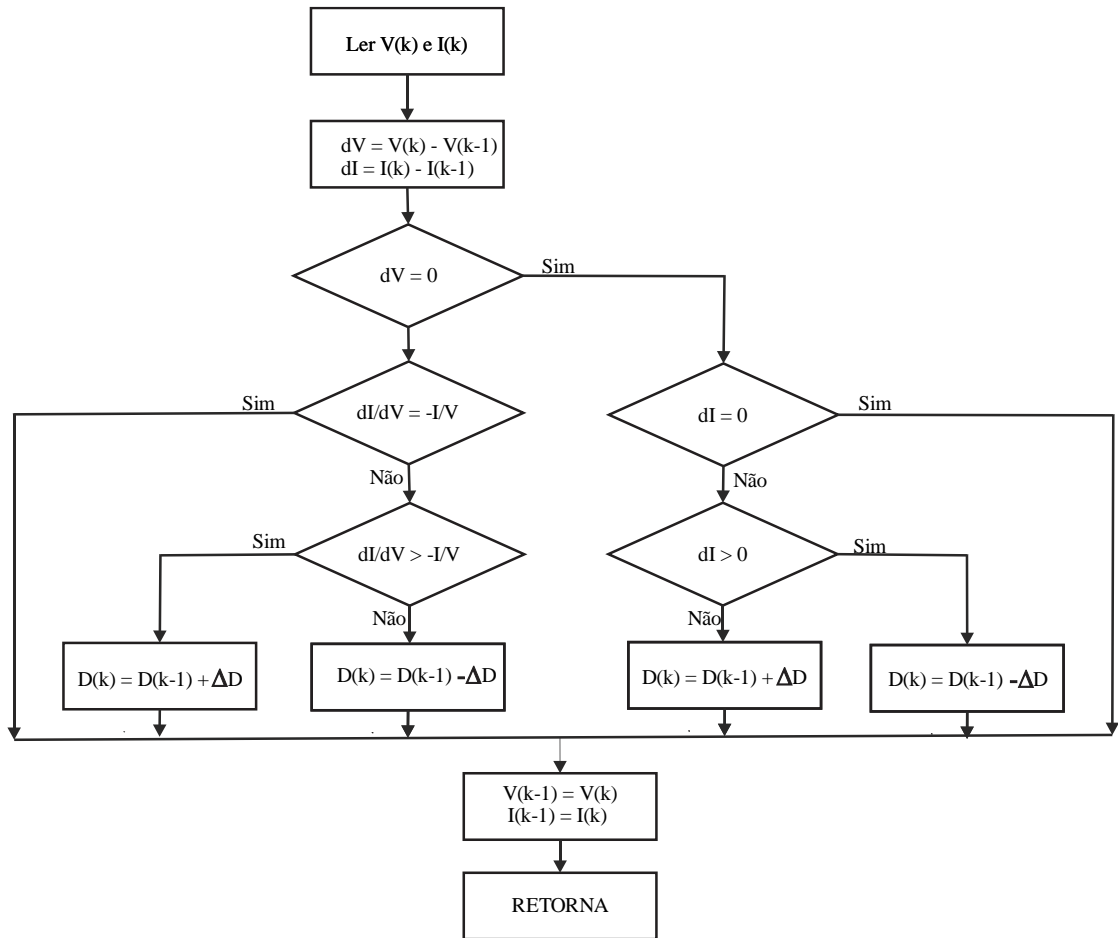 Ler V(k) e I(k)
dV = V(k) - V(k-1)
dI = I(k) - I(k-1)
dV = 0
Sim
dI/dV = -I/V
Sim
Não
dI = 0
Sim
Não
dI/dV > -I/V
Sim
Não
dI > 0
Sim
Não
D(k) = D(k-1) + ΔD
D(k) = D(k-1) -ΔD
D(k) = D(k-1) + ΔD
D(k) = D(k-1) -ΔD
V(k-1) = V(k)
I(k-1) = I(k)
RETORNA